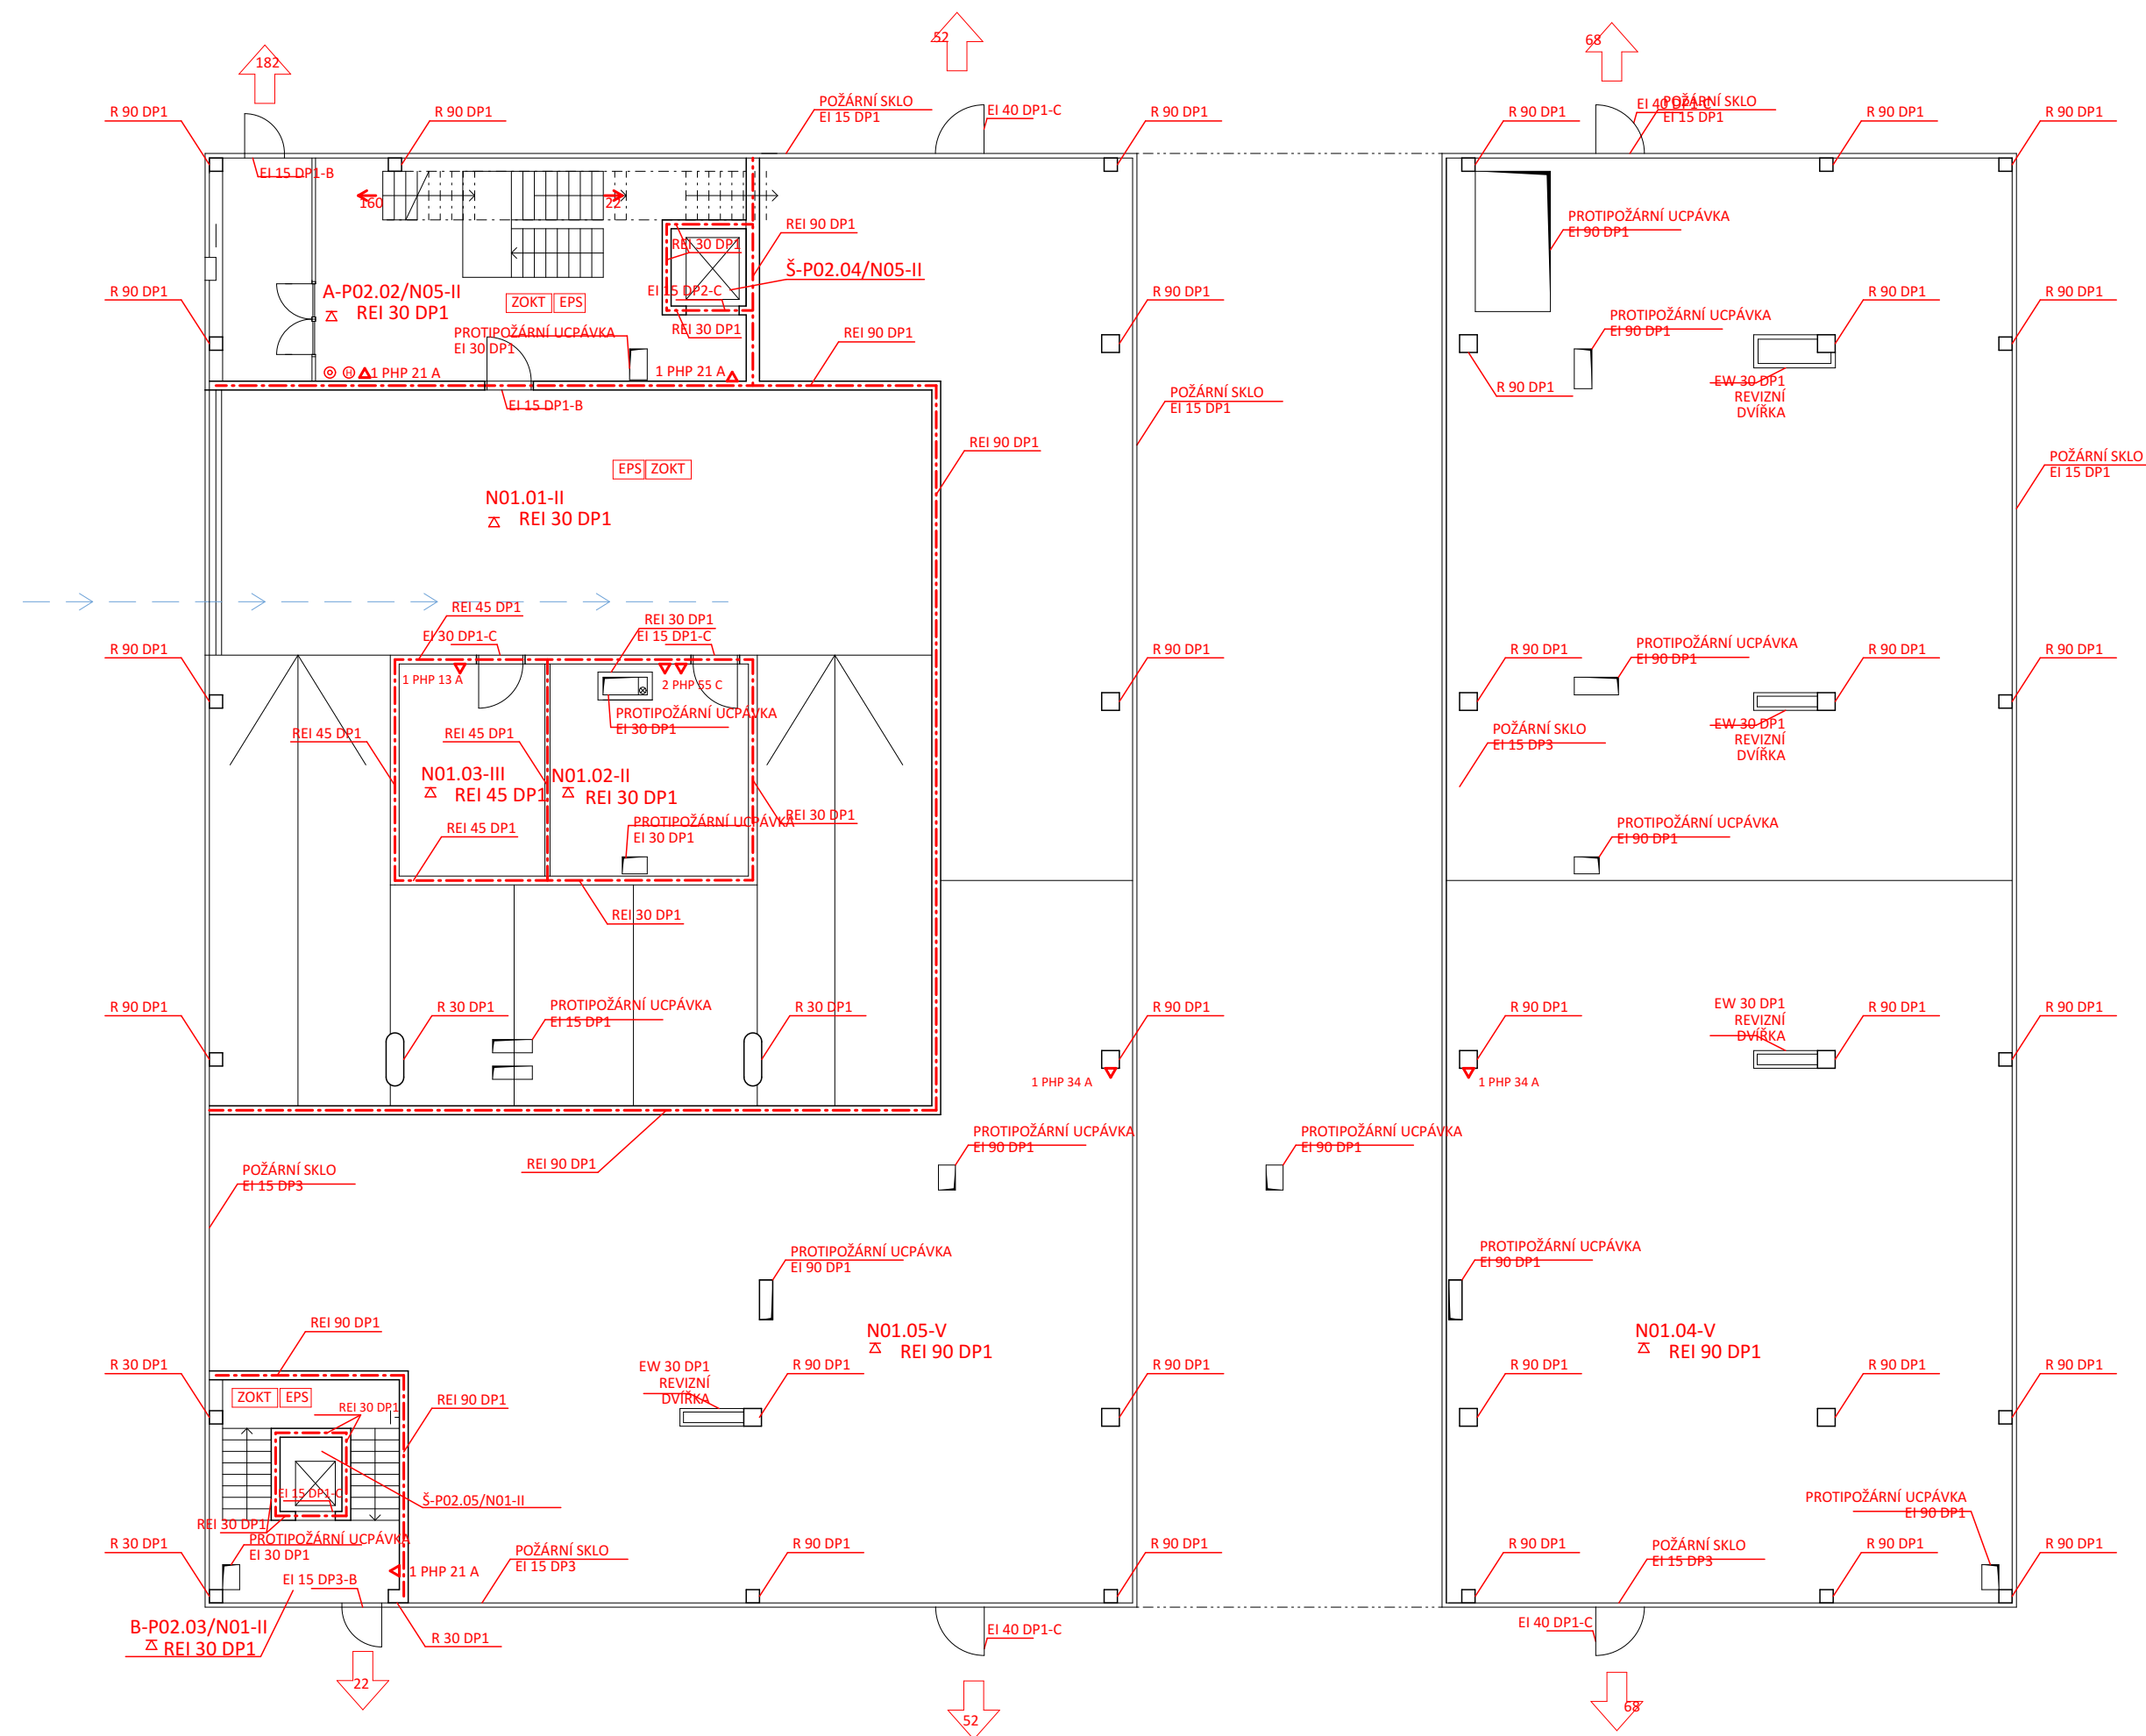 52
68
182
R 90 DP1
R 90 DP1
POŽÁRNÍ SKLO
EI 15 DP1
EI 40 DP1-C
R 90 DP1
R 90 DP1
EI 40 DP1-C
POŽÁRNÍ SKLO
EI 15 DP1
R 90 DP1
R 90 DP1
EI 15 DP1-B
160
22
REI 90 DP1
REI 30 DP1
Š-P02.04/N05-II
PROTIPOŽÁRNÍ UCPÁVKA
EI 90 DP1
R 90 DP1
A-P02.02/N05-II
REI 30 DP1
ZOKT
EPS
EI 15 DP2-C
REI 30 DP1
R 90 DP1
R 90 DP1
R 90 DP1
PROTIPOŽÁRNÍ UCPÁVKA
EI 30 DP1
REI 90 DP1
PROTIPOŽÁRNÍ UCPÁVKA
EI 90 DP1
H
1 PHP 21 A
1 PHP 21 A
EI 15 DP1-B
R 90 DP1
EW 30 DP1
REVIZNÍ
DVÍŘKA
POŽÁRNÍ SKLO
EI 15 DP1
REI 90 DP1
POŽÁRNÍ SKLO
EI 15 DP1
EPS
ZOKT
N01.01-II
REI 30 DP1
REI 45 DP1
EI 30 DP1-C
REI 30 DP1
EI 15 DP1-C
R 90 DP1
R 90 DP1
R 90 DP1
PROTIPOŽÁRNÍ UCPÁVKA
EI 90 DP1
R 90 DP1
R 90 DP1
1 PHP 13 A
2 PHP 55 C
PROTIPOŽÁRNÍ UCPÁVKA
EI 30 DP1
REI 45 DP1
REI 45 DP1
POŽÁRNÍ SKLO
EI 15 DP3
EW 30 DP1
REVIZNÍ
DVÍŘKA
N01.03-III
REI 45 DP1
N01.02-II
REI 30 DP1
REI 45 DP1
PROTIPOŽÁRNÍ UCPÁVKA
EI 30 DP1
REI 30 DP1
PROTIPOŽÁRNÍ UCPÁVKA
EI 90 DP1
REI 30 DP1
R 90 DP1
R 30 DP1
PROTIPOŽÁRNÍ UCPÁVKA
EI 15 DP1
R 30 DP1
R 90 DP1
R 90 DP1
EW 30 DP1
REVIZNÍ
DVÍŘKA
R 90 DP1
R 90 DP1
1 PHP 34 A
1 PHP 34 A
REI 90 DP1
PROTIPOŽÁRNÍ UCPÁVKA
EI 90 DP1
PROTIPOŽÁRNÍ UCPÁVKA
EI 90 DP1
POŽÁRNÍ SKLO
EI 15 DP3
PROTIPOŽÁRNÍ UCPÁVKA
EI 90 DP1
PROTIPOŽÁRNÍ UCPÁVKA
EI 90 DP1
REI 90 DP1
N01.05-V
REI 90 DP1
N01.04-V
REI 90 DP1
R 30 DP1
ZOKT
EPS
REI 30 DP1
REI 90 DP1
EW 30 DP1
REVIZNÍ
DVÍŘKA
R 90 DP1
R 90 DP1
R 90 DP1
R 90 DP1
R 90 DP1
EI 15 DP1-C
Š-P02.05/N01-II
REI 30 DP1
PROTIPOŽÁRNÍ UCPÁVKA
EI 90 DP1
R 30 DP1
PROTIPOŽÁRNÍ UCPÁVKA
EI 30 DP1
EI 15 DP3-B
1 PHP 21 A
POŽÁRNÍ SKLO
EI 15 DP3
R 90 DP1
R 90 DP1
R 90 DP1
POŽÁRNÍ SKLO
EI 15 DP3
R 90 DP1
R 90 DP1
B-P02.03/N01-II
REI 30 DP1
R 30 DP1
EI 40 DP1-C
EI 40 DP1-C
22
52
68